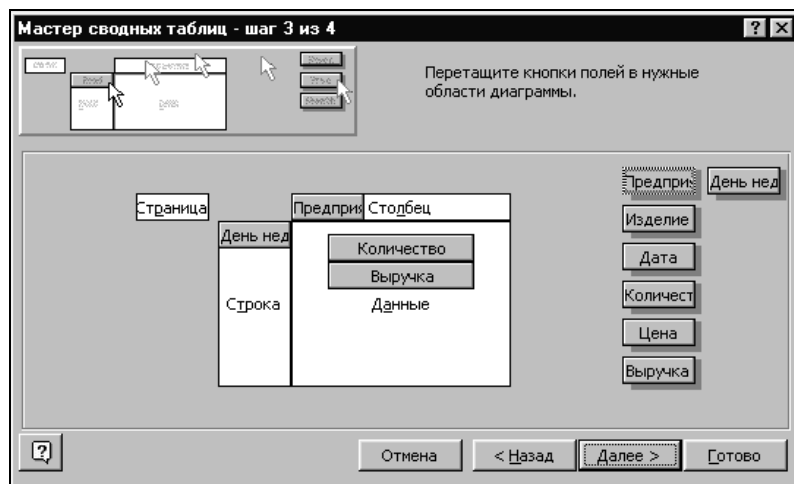 Мастер сводных таблиц - шаг 3 из 4
Перетащите кнопки полей в нужные
области диаграммы.
Страница
Предприя Столбец
День нед
Количество
Выручка
Строка
Данные
Предприя День нед
Изделие
Дата
Количест
Цена
Выручка
Отмена
< Назад
Далее >
Готово